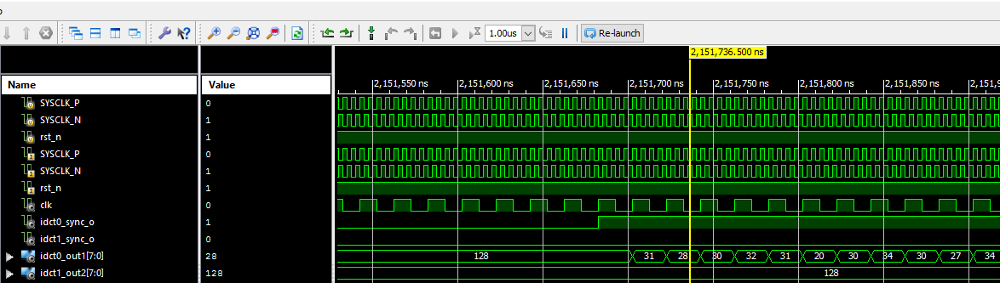 1.00us Re-launch
2,151,736.500 ns
Name Value
2,151,550 ns 2,151,600 ns 2,151,650 ns 2,151,700 ns 2,151,750 ns 2,151,800 ns 2,151,850 ns 2,151,9
SYSCLK_P 0
SYSCLK_N 1
rst_n 1
SYSCLK_P 0
SYSCLK_N 1
rst_n 1
clk 0
idct0_sync_o 1
idct1_sync_o 0
idct0_out1[7:0] 28 128 31 28 30 32 31 20 30 34 30 27 34
idct1_out2[7:0] 128 128